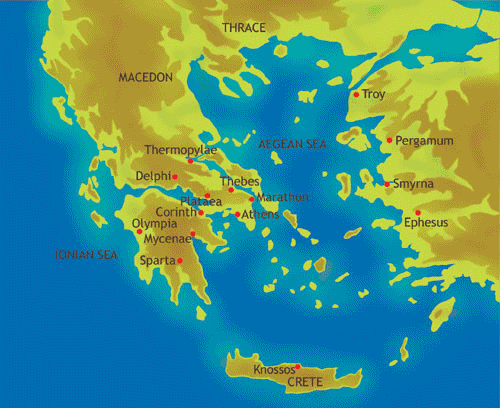 THRACE
MACEDON
Troy
AEGEAN SEA
Pergamum
Thermopylae
Delphi
Thebes
Smyrna
Plataea
Marathon
Corinth
Athens
Olympia
Ephesus
Mycenae
IONIAN SEA
Sparta
Knossos
CRETE